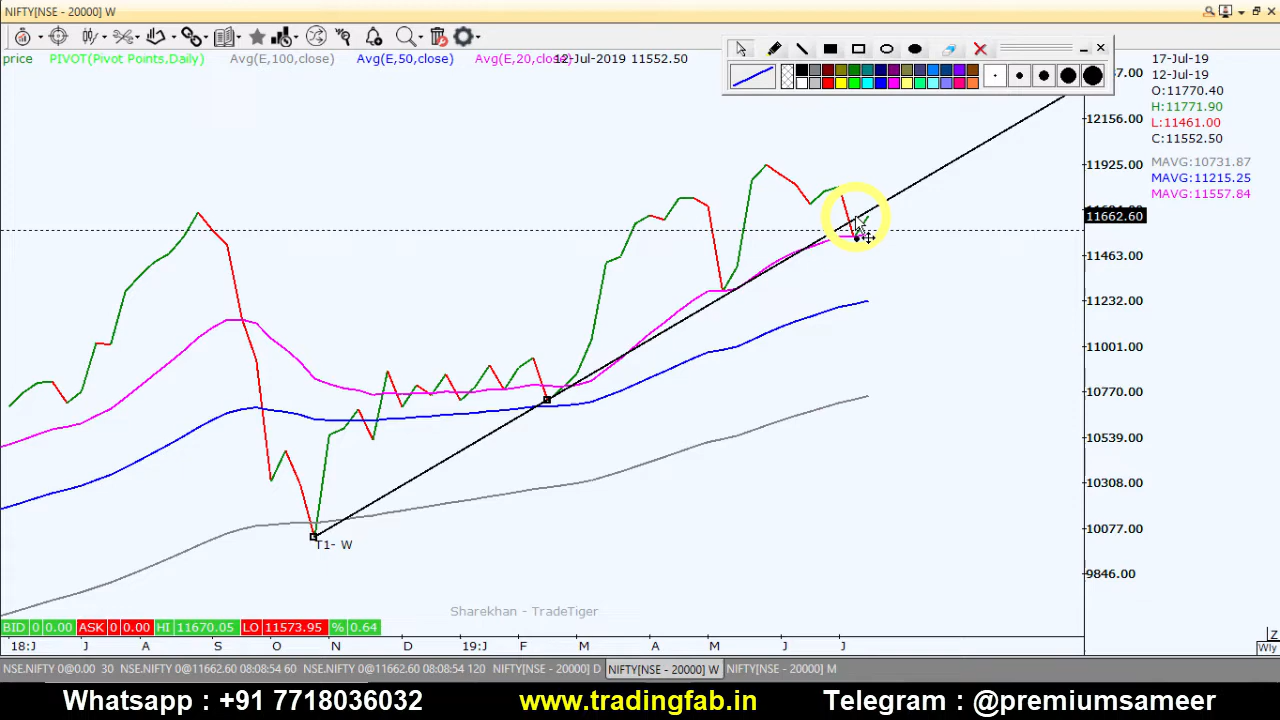 NIFTY[NSE - 20000] W
price PIVOT(Pivot Points,Daily) Avg(E,100,close) Avg(E,50,close) Avg(E,20,close) 12-Jul-2019 11552.50
17-Jul-19
12-Jul-19
O:11770.40
H:11771.90
L:11461.00
C:11552.50
MAVG:10731.87
MAVG:11215.25
MAVG:11557.84
12156.00
11925.00
11662.60
11463.00
11232.00
11001.00
10770.00
10539.00
10308.00
10077.00
9846.00
T1- W
Sharekhan - TradeTiger
BID 0 0.00 ASK 0 0.00 HI 11670.05 LO 11573.95 % 0.64
18:J J A S O N D 19:J F M A M J J
Z
Wly
NSE.NIFTY 0@0.00 30 NSE.NIFTY 0@11662.60 08:08:54 60 NSE.NIFTY 0@11662.60 08:08:54 120 NIFTY[NSE - 20000] D NIFTY[NSE - 20000] W NIFTY[NSE - 20000] M
Whatsapp : +91 7718036032 www.tradingfab.in Telegram : @premiumsameer